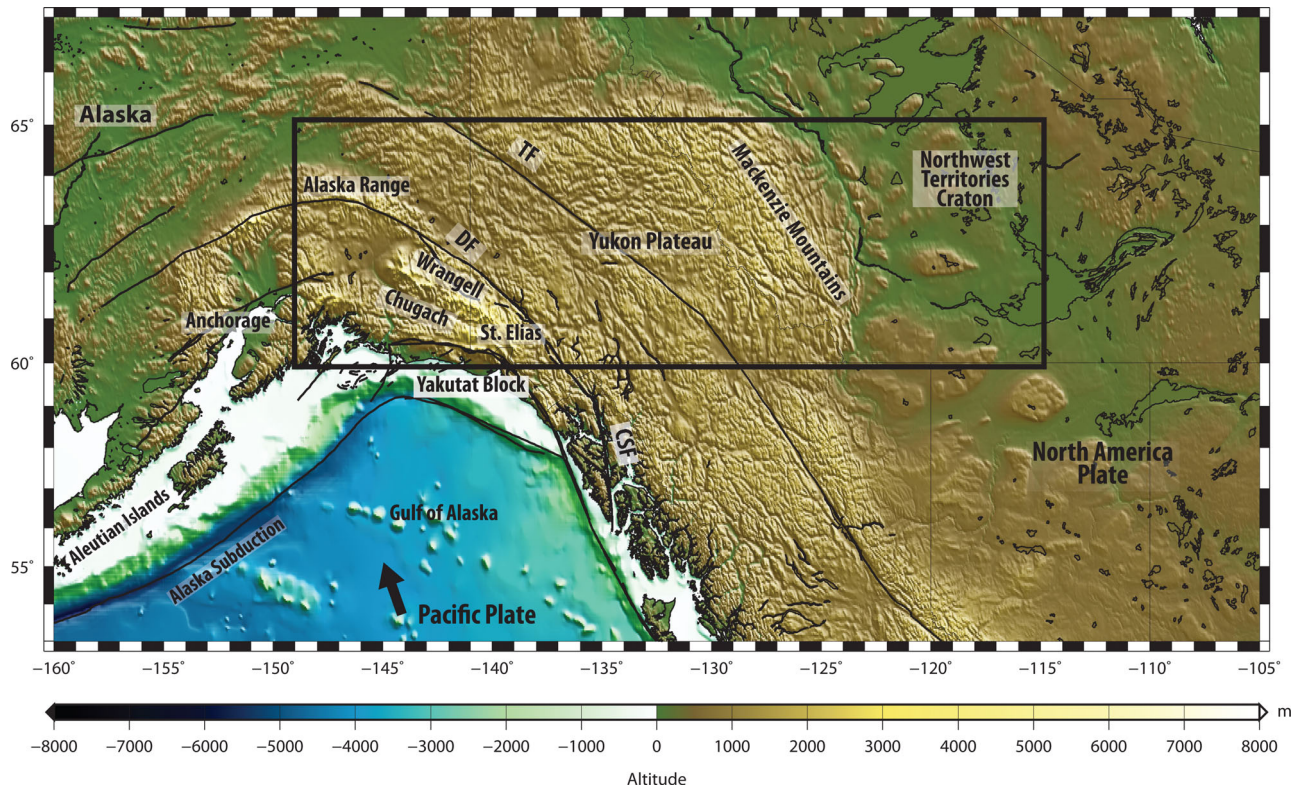 Alaska
65°
TF
Mackenzie Mountains
Northwest
Territories
Craton
Alaska Range
DF
Yukon Plateau
Wrangell
Chugach
Anchorage
St. Elias
60°
Yakutat Block
CSF
North America
Plate
Aleutian Islands
Gulf of Alaska
Alaska Subduction
55°
Pacific Plate
−160° −155° −150° −145° −140° −135° −130° −125° −120° −115° −110° −105°
m
−8000 −7000 −6000 −5000 −4000 −3000 −2000 −1000 0 1000 2000 3000 4000 5000 6000 7000 8000
Altitude